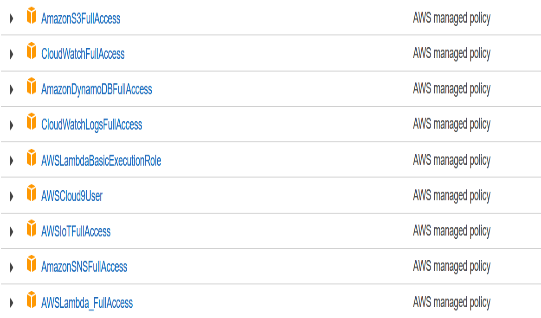 AmazonS3FullAccess AWS managed policy
CloudWatchFullAccess AWS managed policy
AmazonDynamoDBFullAccess AWS managed policy
CloudWatchLogsFullAccess AWS managed policy
AWSLambdaBasicExecutionRole AWS managed policy
AWSCloud9User AWS managed policy
AWSIoTFullAccess AWS managed policy
AmazonSNSFullAccess AWS managed policy
AWSLambda_FullAccess AWS managed policy